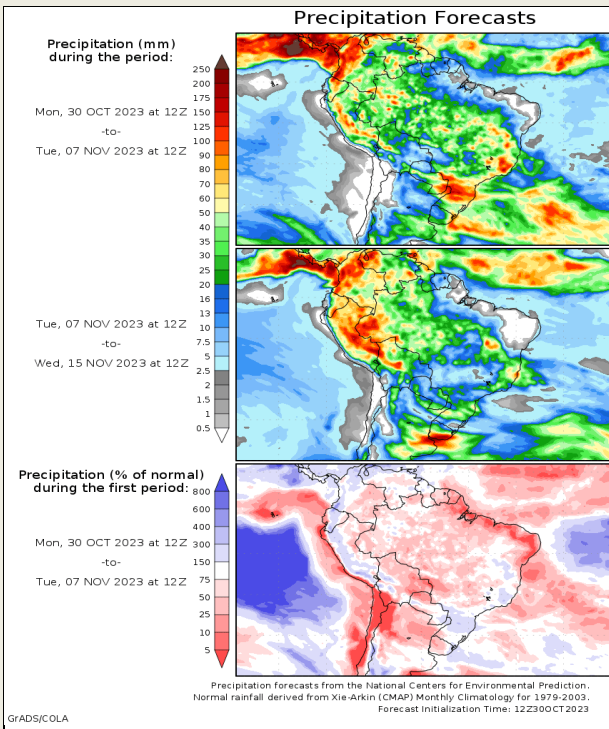 Precipitation Forecasts
Precipitation (mm)
during the period:
Mon, 30 OCT 2023 at 12Z
-to-
Tue, 07 NOV 2023 at 12Z
250
200
175
150
125
100
90
80
70
60
50
40
35
30
25
20
16
13
10
7.5
5
2.5
2
1.5
1
0.5
Tue, 07 NOV 2023 at 12Z
-to-
Wed, 15 NOV 2023 at 12Z
Precipitation (% of normal)
during the first period:
Mon, 30 OCT 2023 at 12Z
-to-
Tue, 07 NOV 2023 at 12Z
800
600
400
300
150
75
50
25
10
5
Precipitation forecasts from the National Centers for Environmental Prediction.
Normal rainfall derived from Xie-Arkin (CMAP) Monthly Climatology for 1979-2003.
Forecast Initialization Time: 12Z30OCT2023
GrADS/COLA